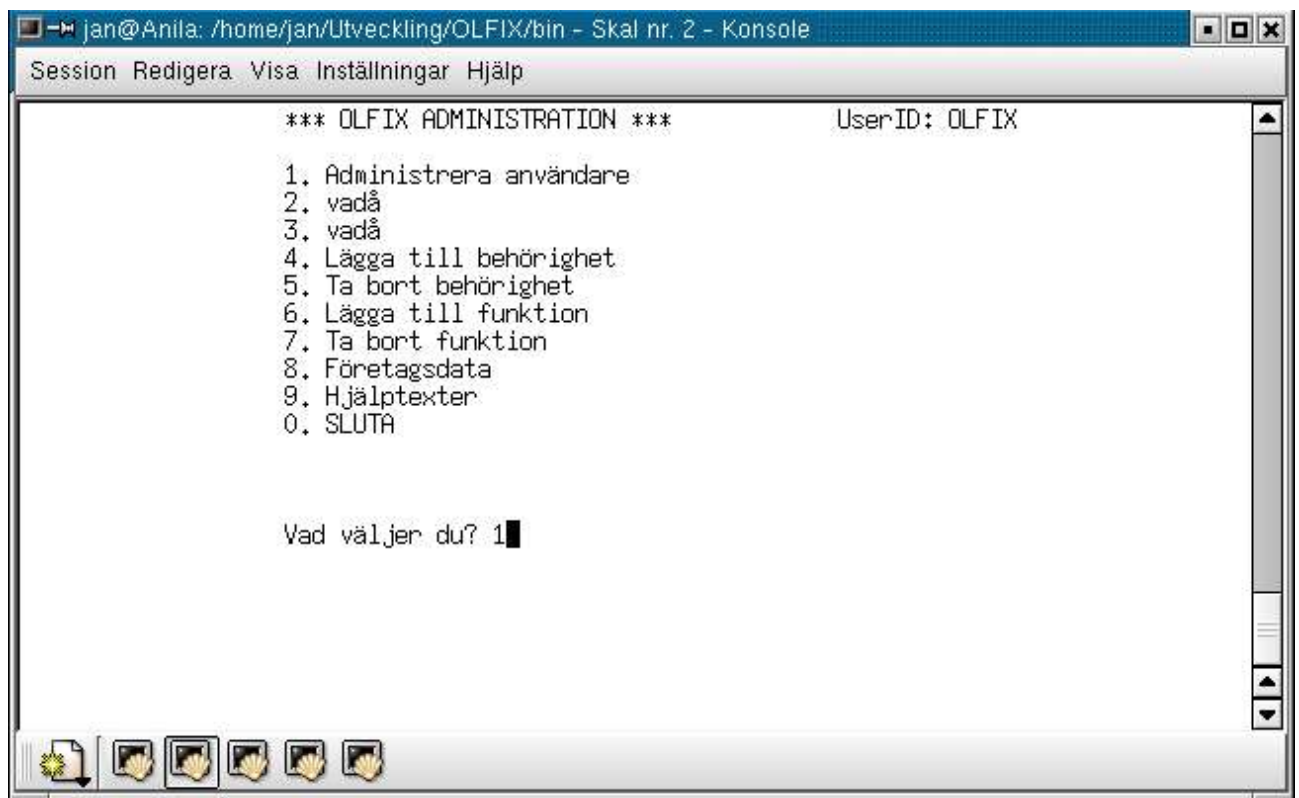 jan@Anila: /home/jan/Utveckling/OLFIX/bin - Skal nr. 2 - Konsole
Session Redigera Visa Inställningar Hjälp
*** OLFIX ADMINISTRATION *** UserID: OLFIX
1. Administrera användare
2. vadå
3. vadå
4. Lägga till behörighet
5. Ta bort behörighet
6. Lägga till funktion
7. Ta bort funktion
8. Företagsdata
9. Hjälptexter
0. SLUTA
Vad väljer du? 1